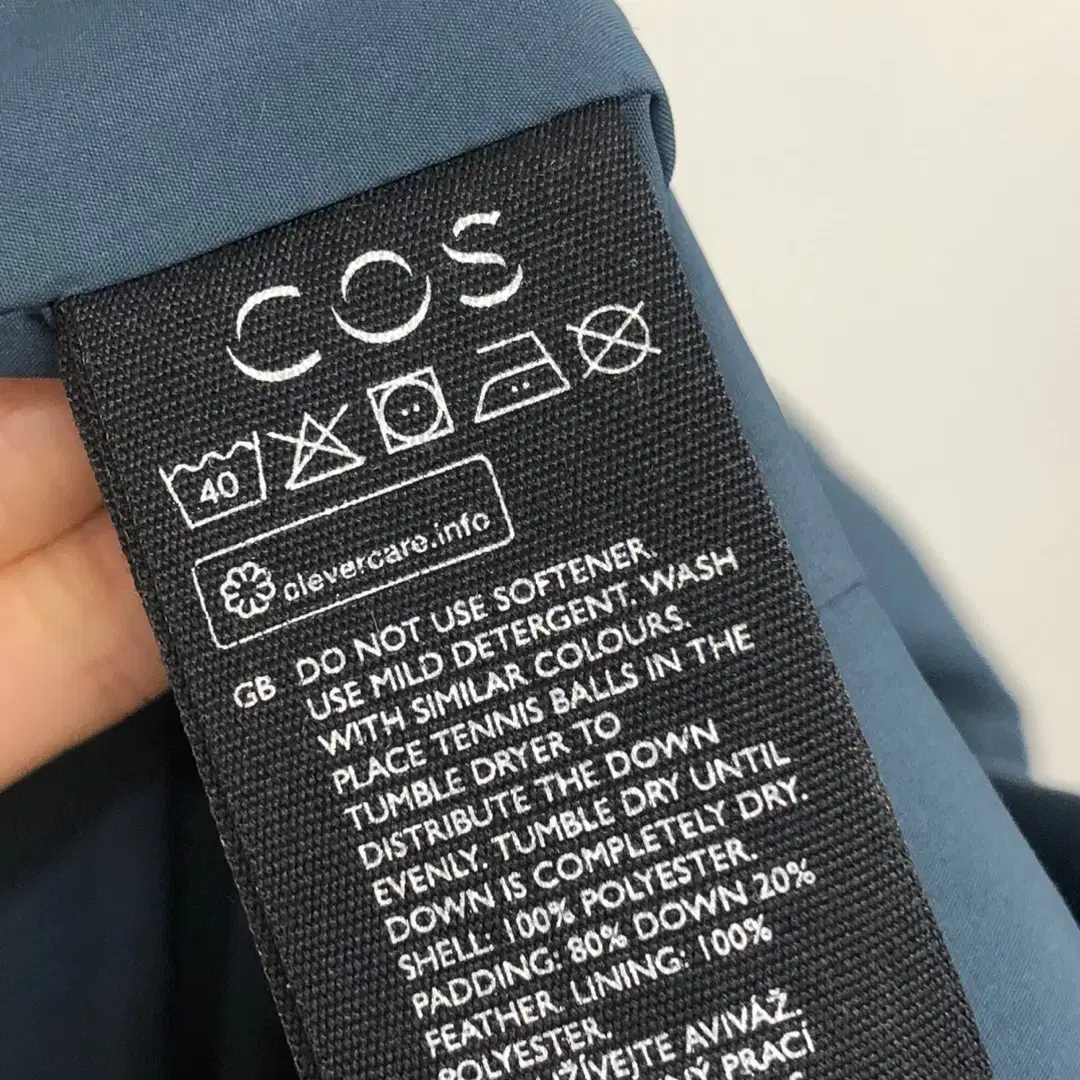 COS
40
clevercare.info
GB DO NOT USE SOFTENER.
USE MILD DETERGENT. WASH
WITH SIMILAR COLOURS.
PLACE TENNIS BALLS IN THE
TUMBLE DRYER TO
DISTRIBUTE THE DOWN
EVENLY. TUMBLE DRY UNTIL
DOWN IS COMPLETELY DRY.
SHELL: 100% POLYESTER.
PADDING: 80% DOWN 20%
FEATHER. LINING: 100%
POLYESTER.
AVIVÁŽ.
PRACÍ